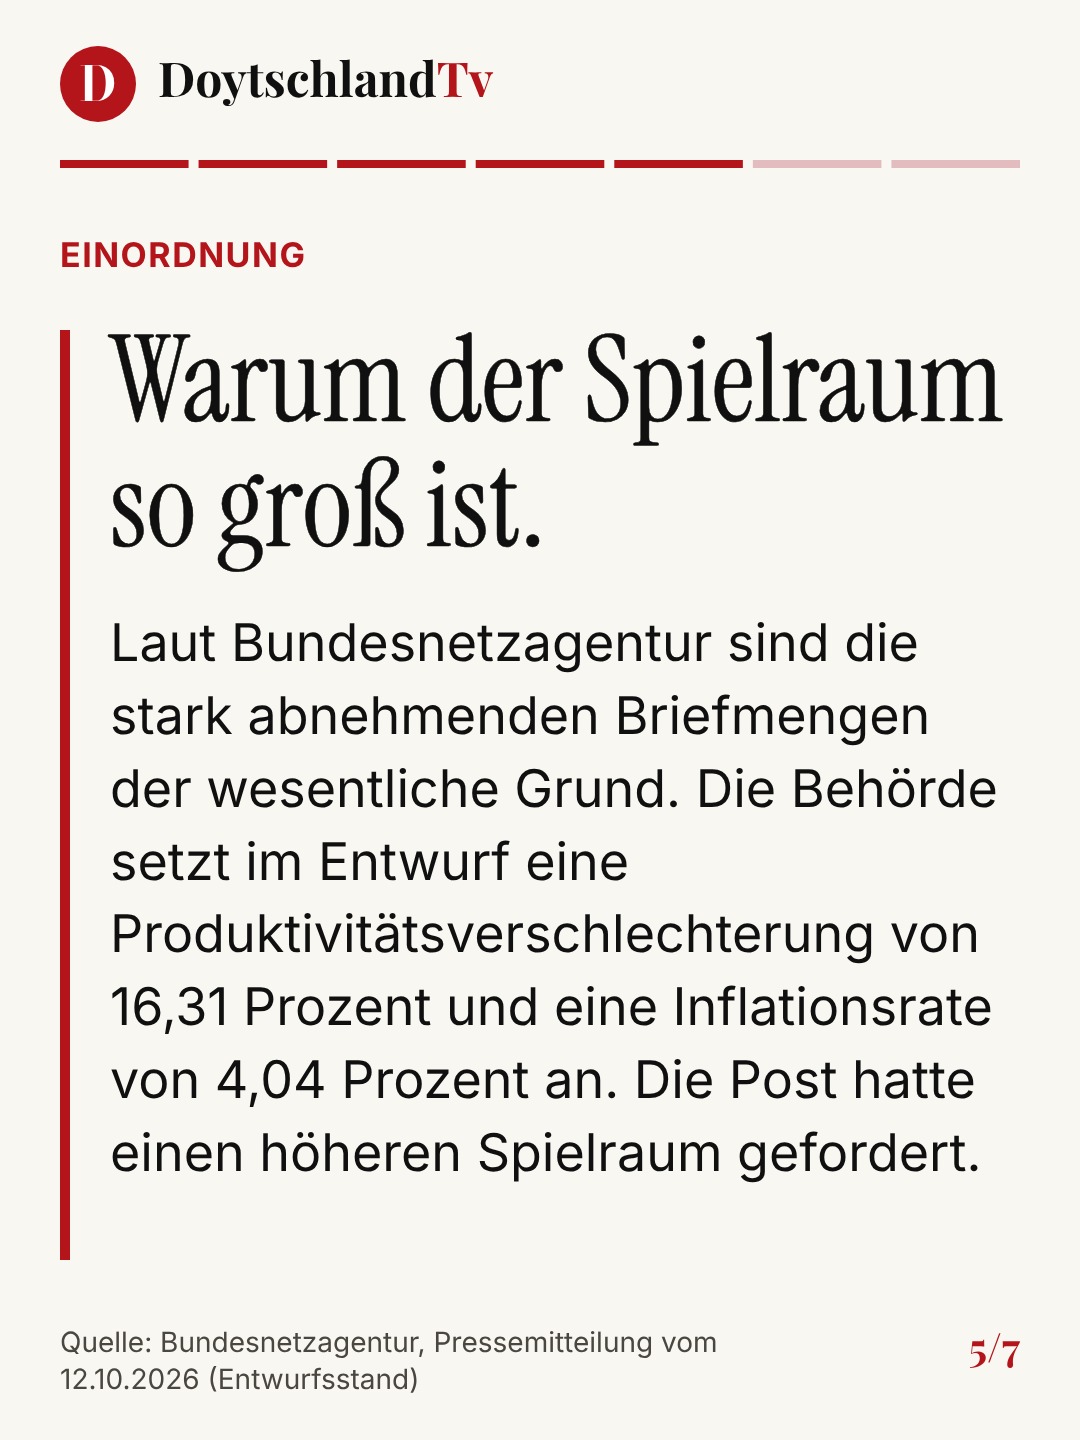 D DoytschlandTv
EINORDNUNG
Warum der Spielraum
so groß ist.
Laut Bundesnetzagentur sind die
stark abnehmenden Briefmengen
der wesentliche Grund. Die Behörde
setzt im Entwurf eine
Produktivitätsverschlechterung von
16,31 Prozent und eine Inflationsrate
von 4,04 Prozent an. Die Post hatte
einen höheren Spielraum gefordert.
Quelle: Bundesnetzagentur, Pressemitteilung vom
12.10.2026 (Entwurfsstand)
5/7